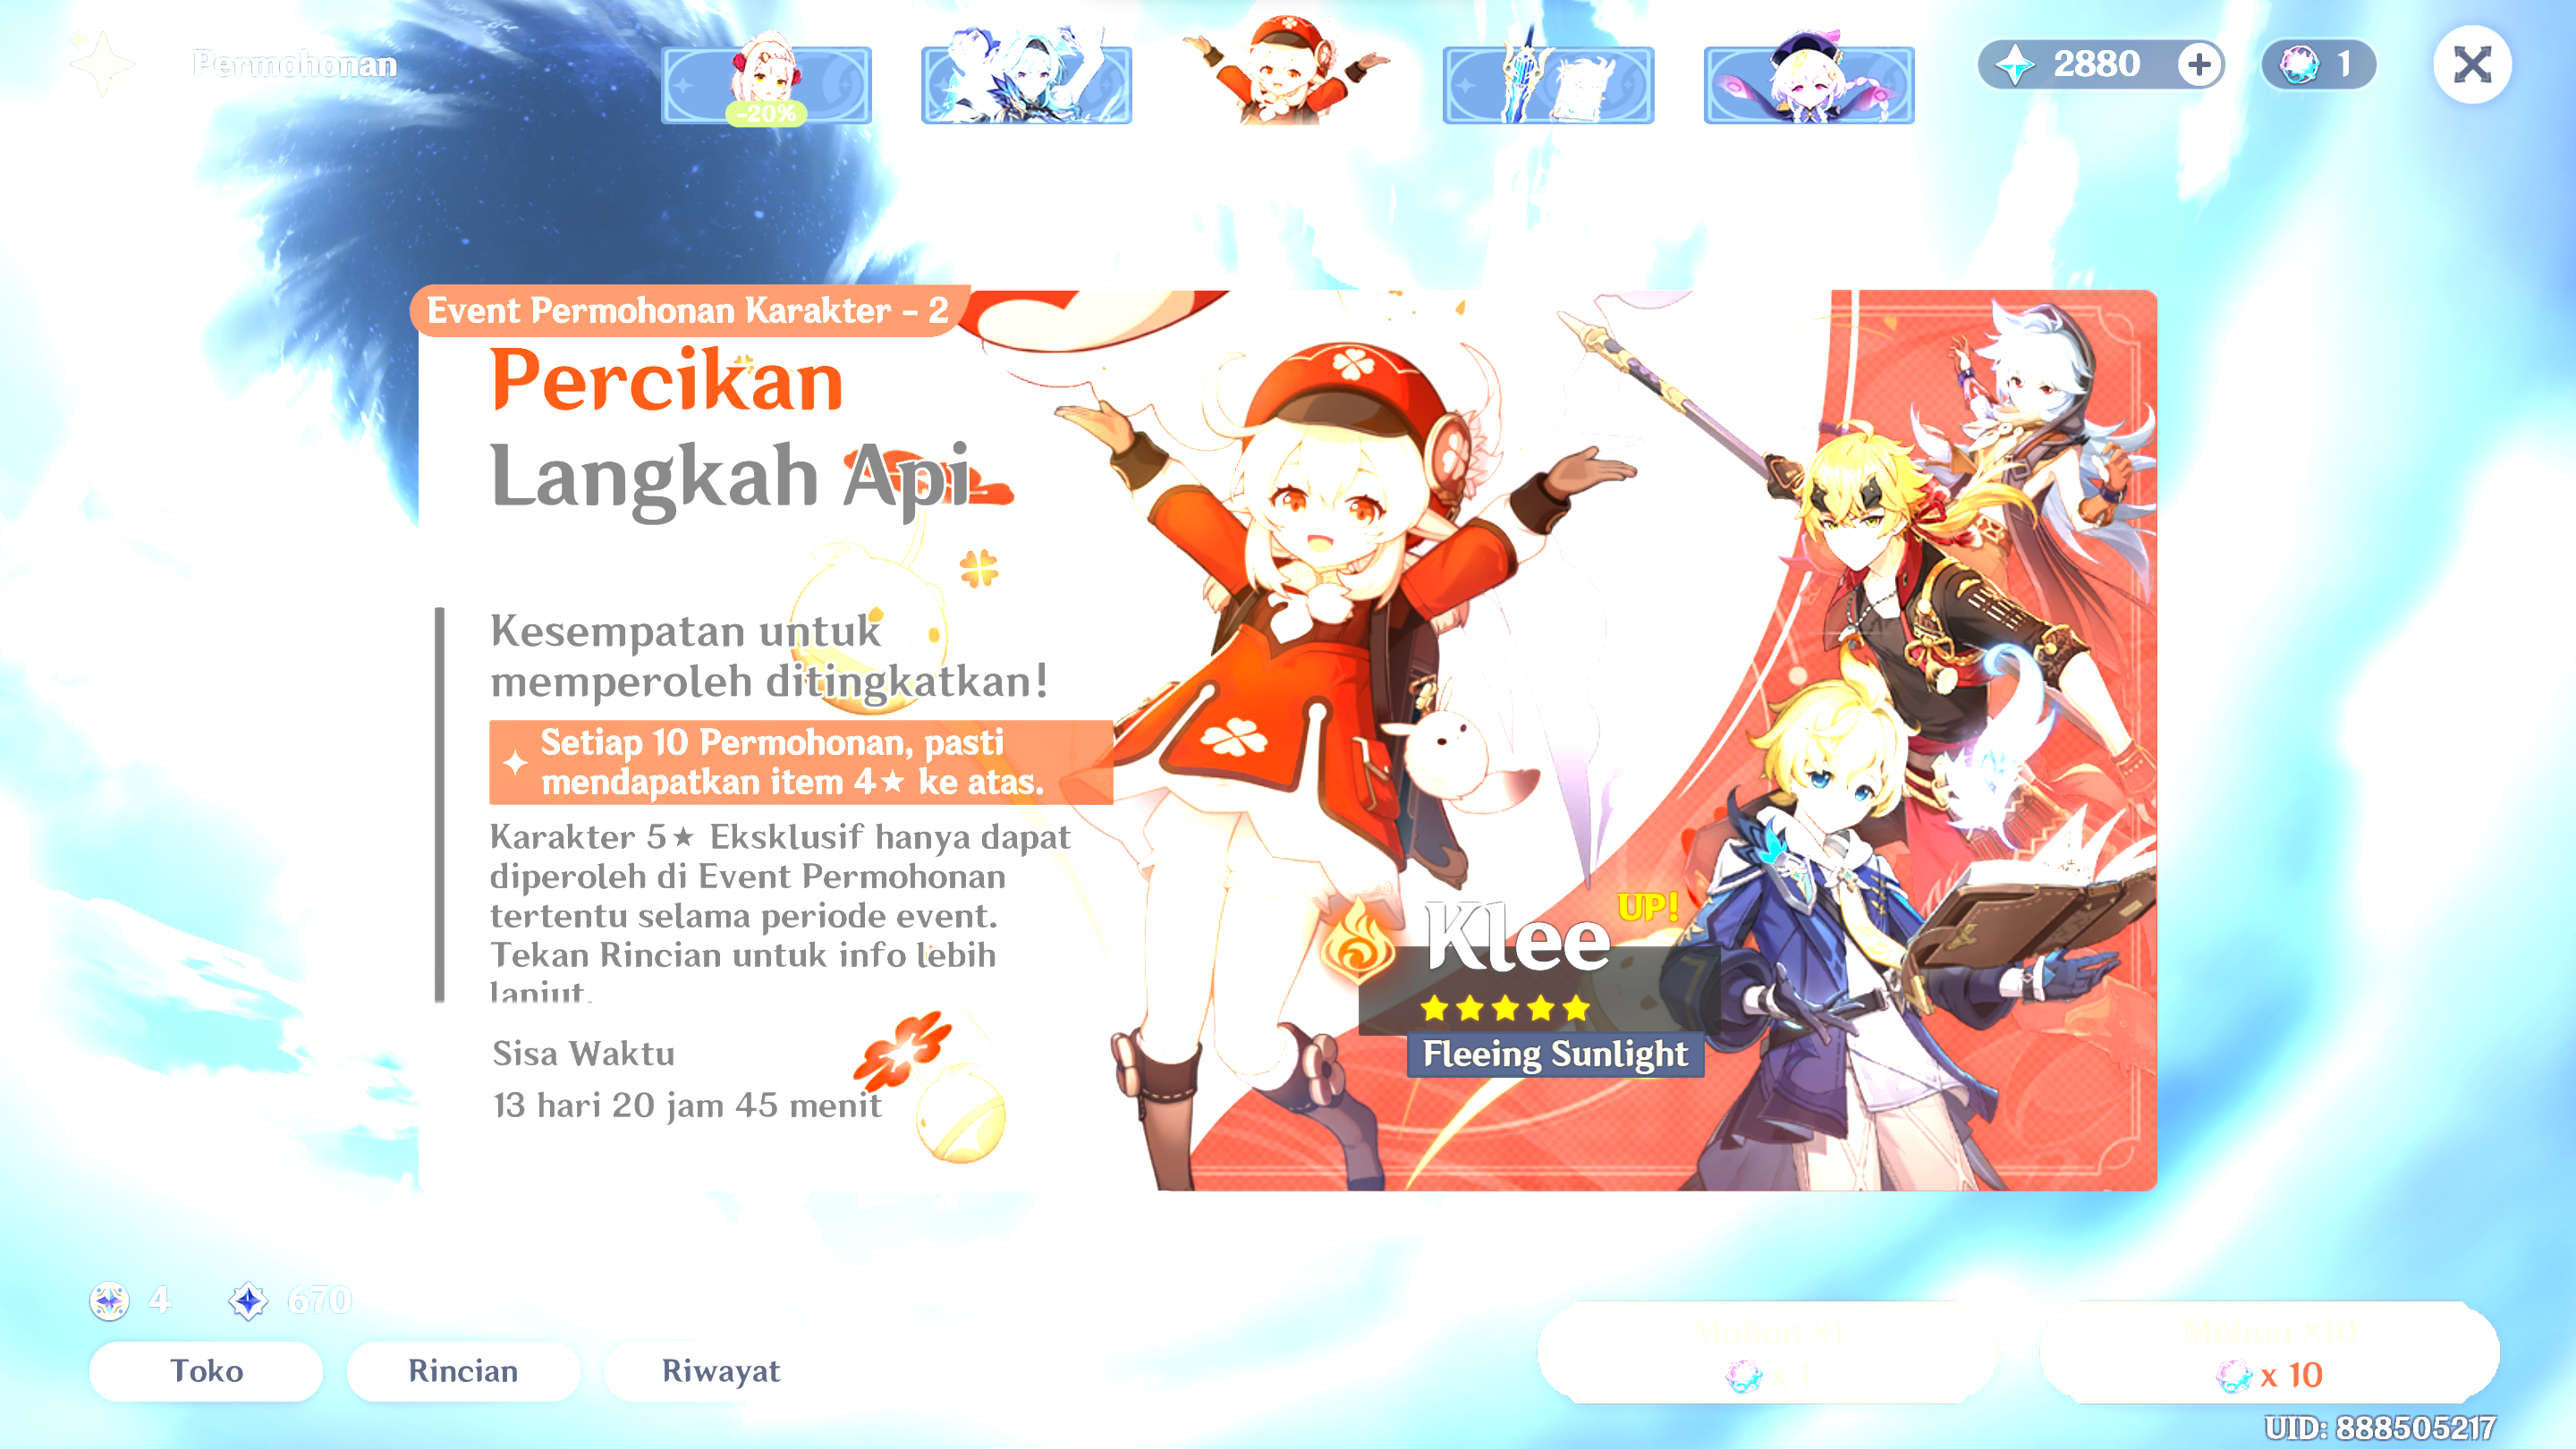 Permohonan
-20%
2880
1
Event Permohonan Karakter - 2
Percikan
Langkah Api
Kesempatan untuk
memperoleh ditingkatkan!
Setiap 10 Permohonan, pasti
mendapatkan item 4★ ke atas.
Karakter 5★ Eksklusif hanya dapat
diperoleh di Event Permohonan
tertentu selama periode event.
Tekan Rincian untuk info lebih
lanjut.
Sisa Waktu
13 hari 20 jam 45 menit
Klee
UP!
Fleeing Sunlight
4
670
Toko
Rincian
Riwayat
Mohon ×1
x 1
Mohon ×10
x 10
UID: 888505217